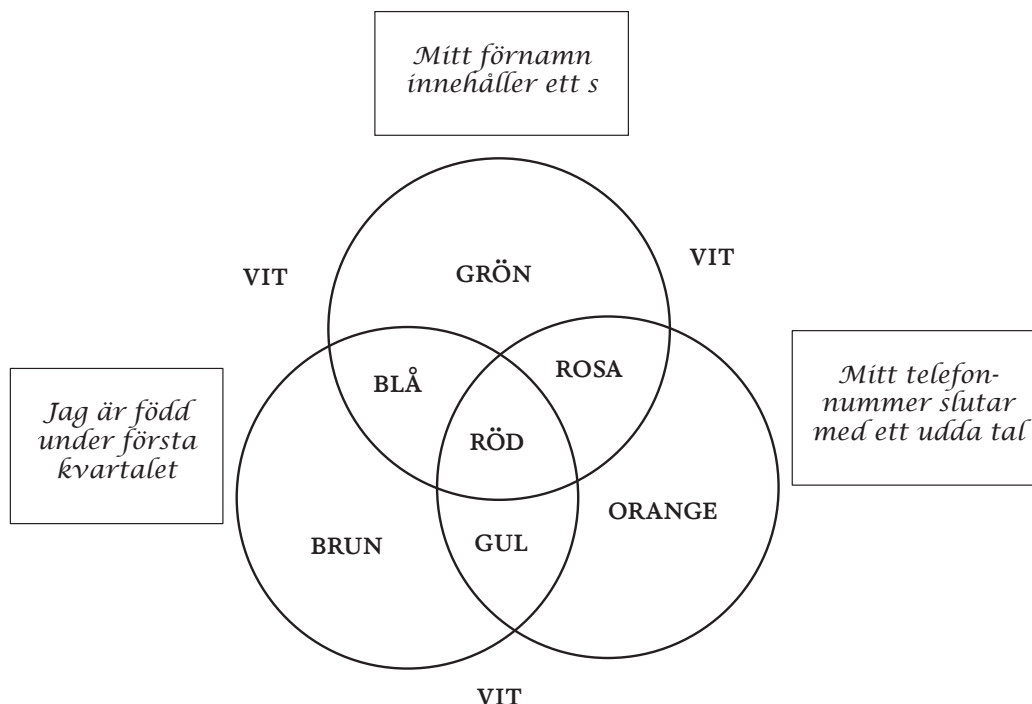 Mitt förnamn
innehåller ett s
VIT
VIT
GRÖN
BLÅ
ROSA
Jag är född
under första
kvartalet
Mitt telefon-
nummer slutar
med ett udda tal
RÖD
ORANGE
BRUN
GUL
VIT